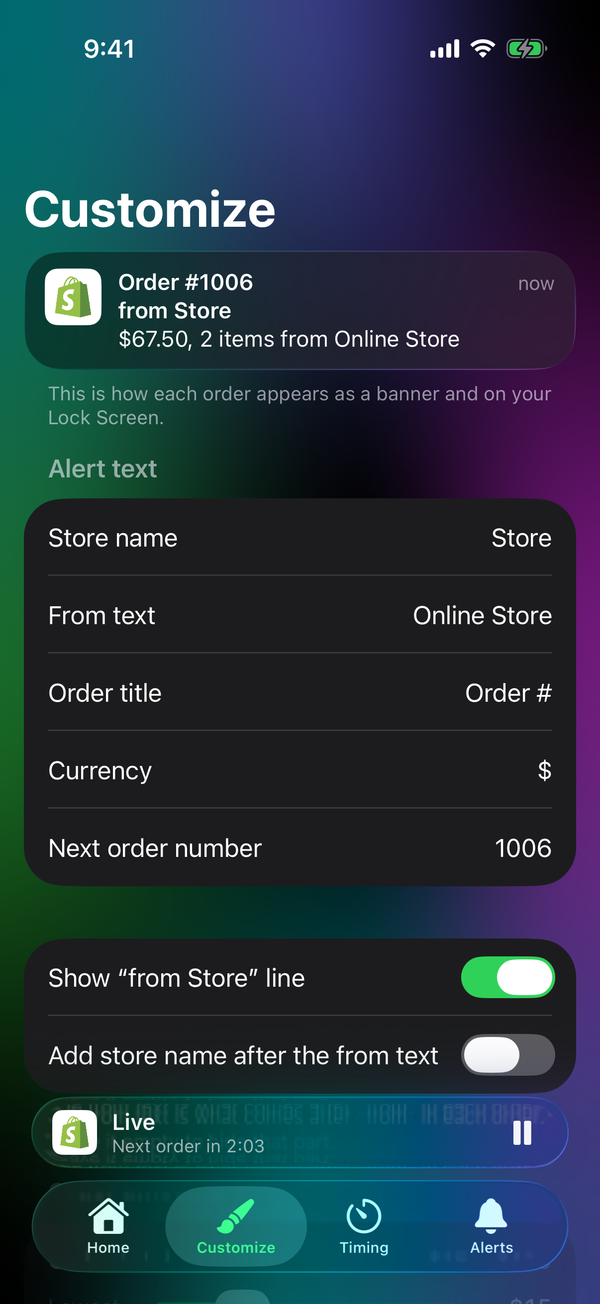 9:41
Customize
Order #1006
now
from Store
$67.50, 2 items from Online Store
This is how each order appears as a banner and on your
Lock Screen.
Alert text
Store name
Store
From text
Online Store
Order title
Order #
Currency
$
Next order number
1006
Show “from Store” line
Add store name after the from text
Live
Next order in 2:03
Home
Customize
Timing
Alerts
$15